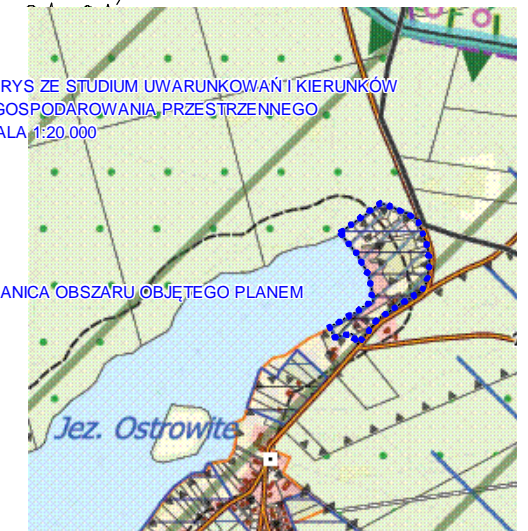 RYS ZE STUDIUM UWARUNKOWAŃ I KIERUNKÓW
GOSPODAROWANIA PRZESTRZENNEGO
ALA 1:20 000
ANICA OBSZARU OBJĘTEGO PLANEM
Jez. Ostrowite